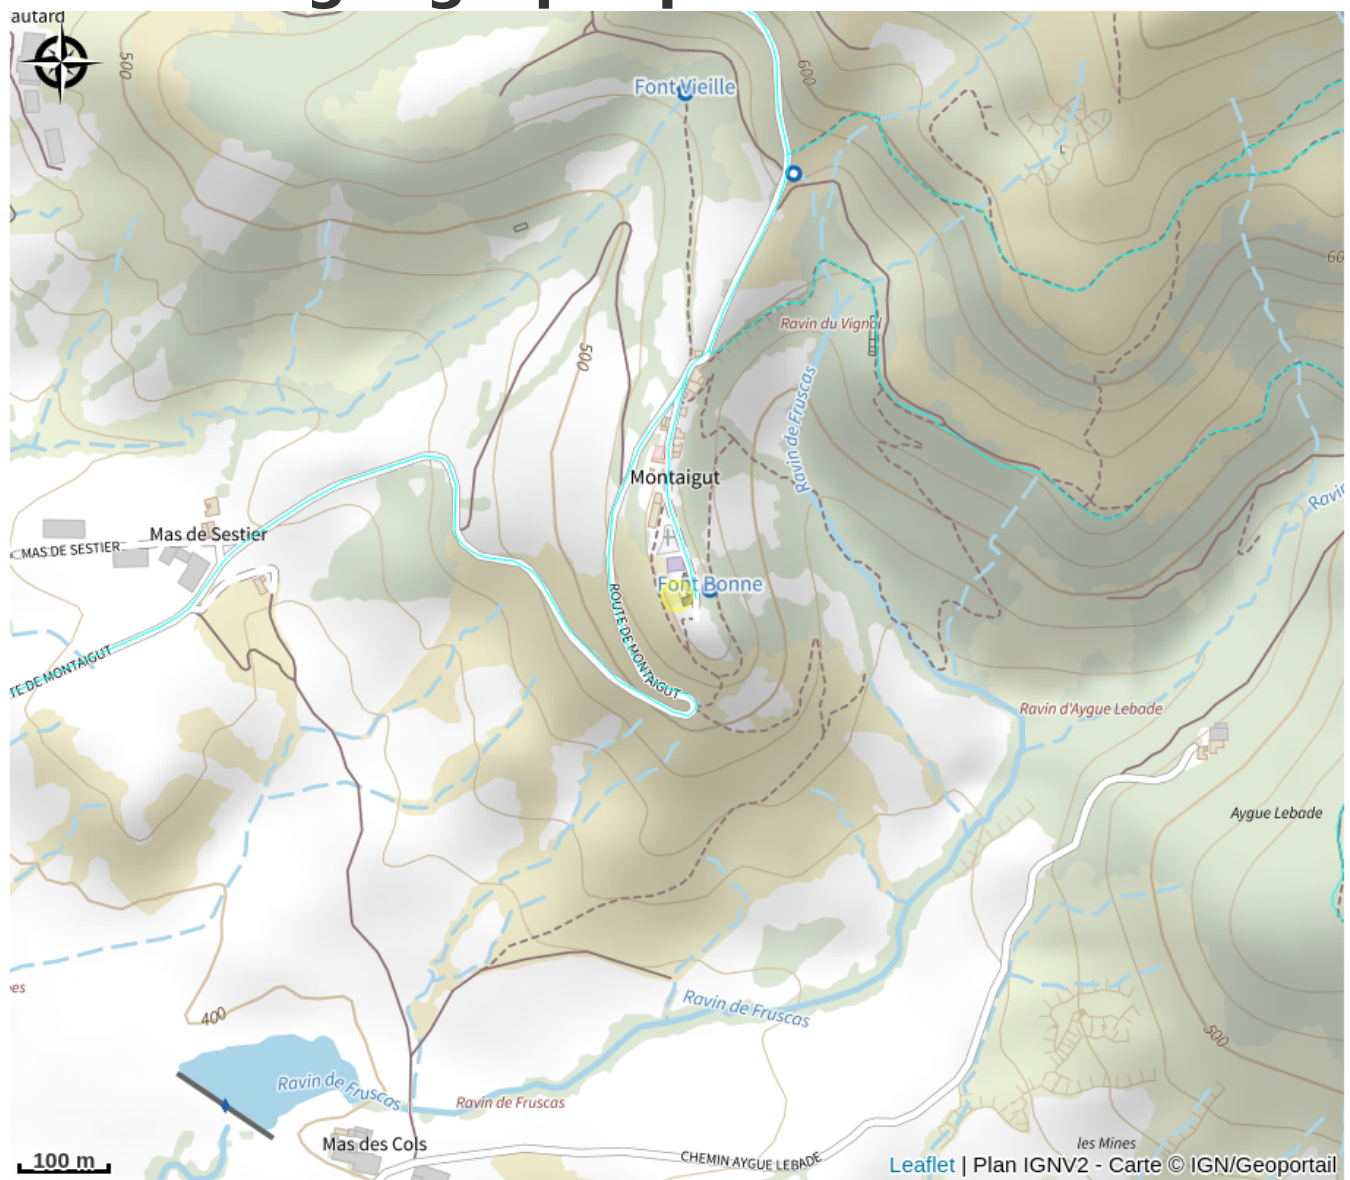 autard
500
Font Vieille
600
60
Ravin du Vignol
500
Ravin de Fruscas
Montaigut
Mas de Sestier
MAS DE SESTIER
Font Bonne
ROUTE DE MONTAIGUT
TE DE MONTAIGUT
Ravin
Ravin d'Aygue Lebade
Aygue Lebade
es
400
Ravin de Fruscas
500
Ravin de Fruscas
Ravin de Fruscas
Mas des Cols
les Mines
CHEMIN AYGUE LEBADE
100 m
Leaflet | Plan IGNV2 - Carte © IGN/Geoportail